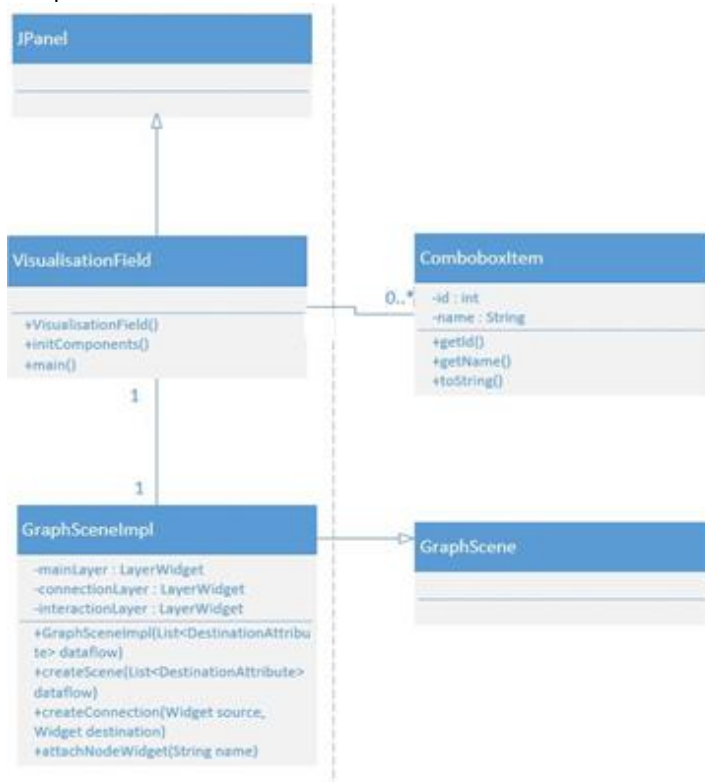 JPanel
VisualisationField
+VisualisationField()
+initComponents()
+main()
0..*
ComboboxItem
-id : int
-name : String
+getId()
+getName()
+toString()
1
1
GraphSceneImpl
-mainLayer : LayerWidget
-connectionLayer : LayerWidget
-interactionLayer : LayerWidget
+GraphSceneImpl(List<DestinationAttribu
te> dataflow)
+createScene(List<DestinationAttribute>
dataflow)
+createConnection(Widget source,
Widget destination)
+attachNodeWidget(String name)
GraphScene